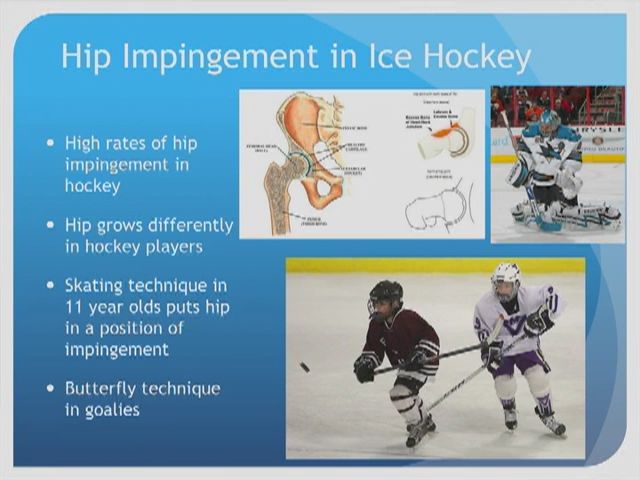 Hip Impingement in Ice Hockey
High rates of hip
impingement in
hockey
Hip grows differently
in hockey players
Skating technique in
11 year olds puts hip
in a position of
impingement
Butterfly technique
in goalies